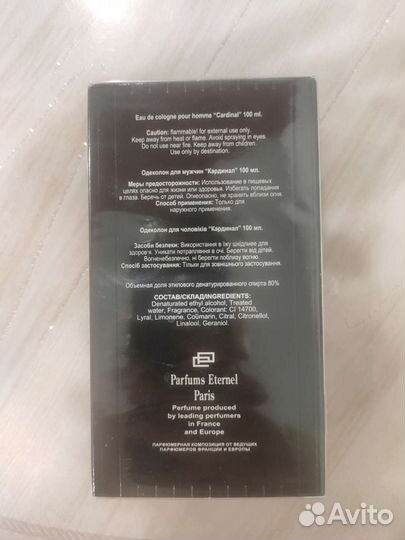 Eau de cologne pour homme "Cardinal" 100 ml.
Caution: flammable! for external use only.
Keep away from heat or flame. Avoid spraying in eyes.
Do not use near fire. Keep away from children.
Use only by destination.
Одеколон для мужчин "Кардинал" 100 мл.
Меры предосторожности: Использование в пищевых
целях опасно для жизни или здоровья. Избегать попадания
в глаза. Беречь от детей. Огнеопасно, не хранить вблизи огня.
Способ применения: Только для
наружного применения.
Одеколон для чоловіків "Кардинал" 100 мл.
Засоби безпеки: Використання в їжу шкідливе для
здоров'я. Уникати потрапляння в очі. Берегти від дітей.
Вогненебезпечно, ні берегти поблизу вогню.
Спосіб застосування: Тільки для зовнішнього застосування.
Объемная доля этилового денатурированного спирта 80%
СОСТАВ/СКЛАД/INGREDIENTS:
Denaturated ethyl alcohol, Treated
water, Fragrance, Colorant: CI 14700,
Lyral, Limonene, Coumarin, Citral, Citronellol,
Linalool, Geraniol.
Parfums Eternel
Paris
Perfume produced
by leading perfumers
in France
and Europe
ПАРФЮМЕРНАЯ КОМПОЗИЦИЯ ОТ ВЕДУЩИХ
ПАРФЮМЕРОВ ФРАНЦИИ И ЕВРОПЫ
Avito